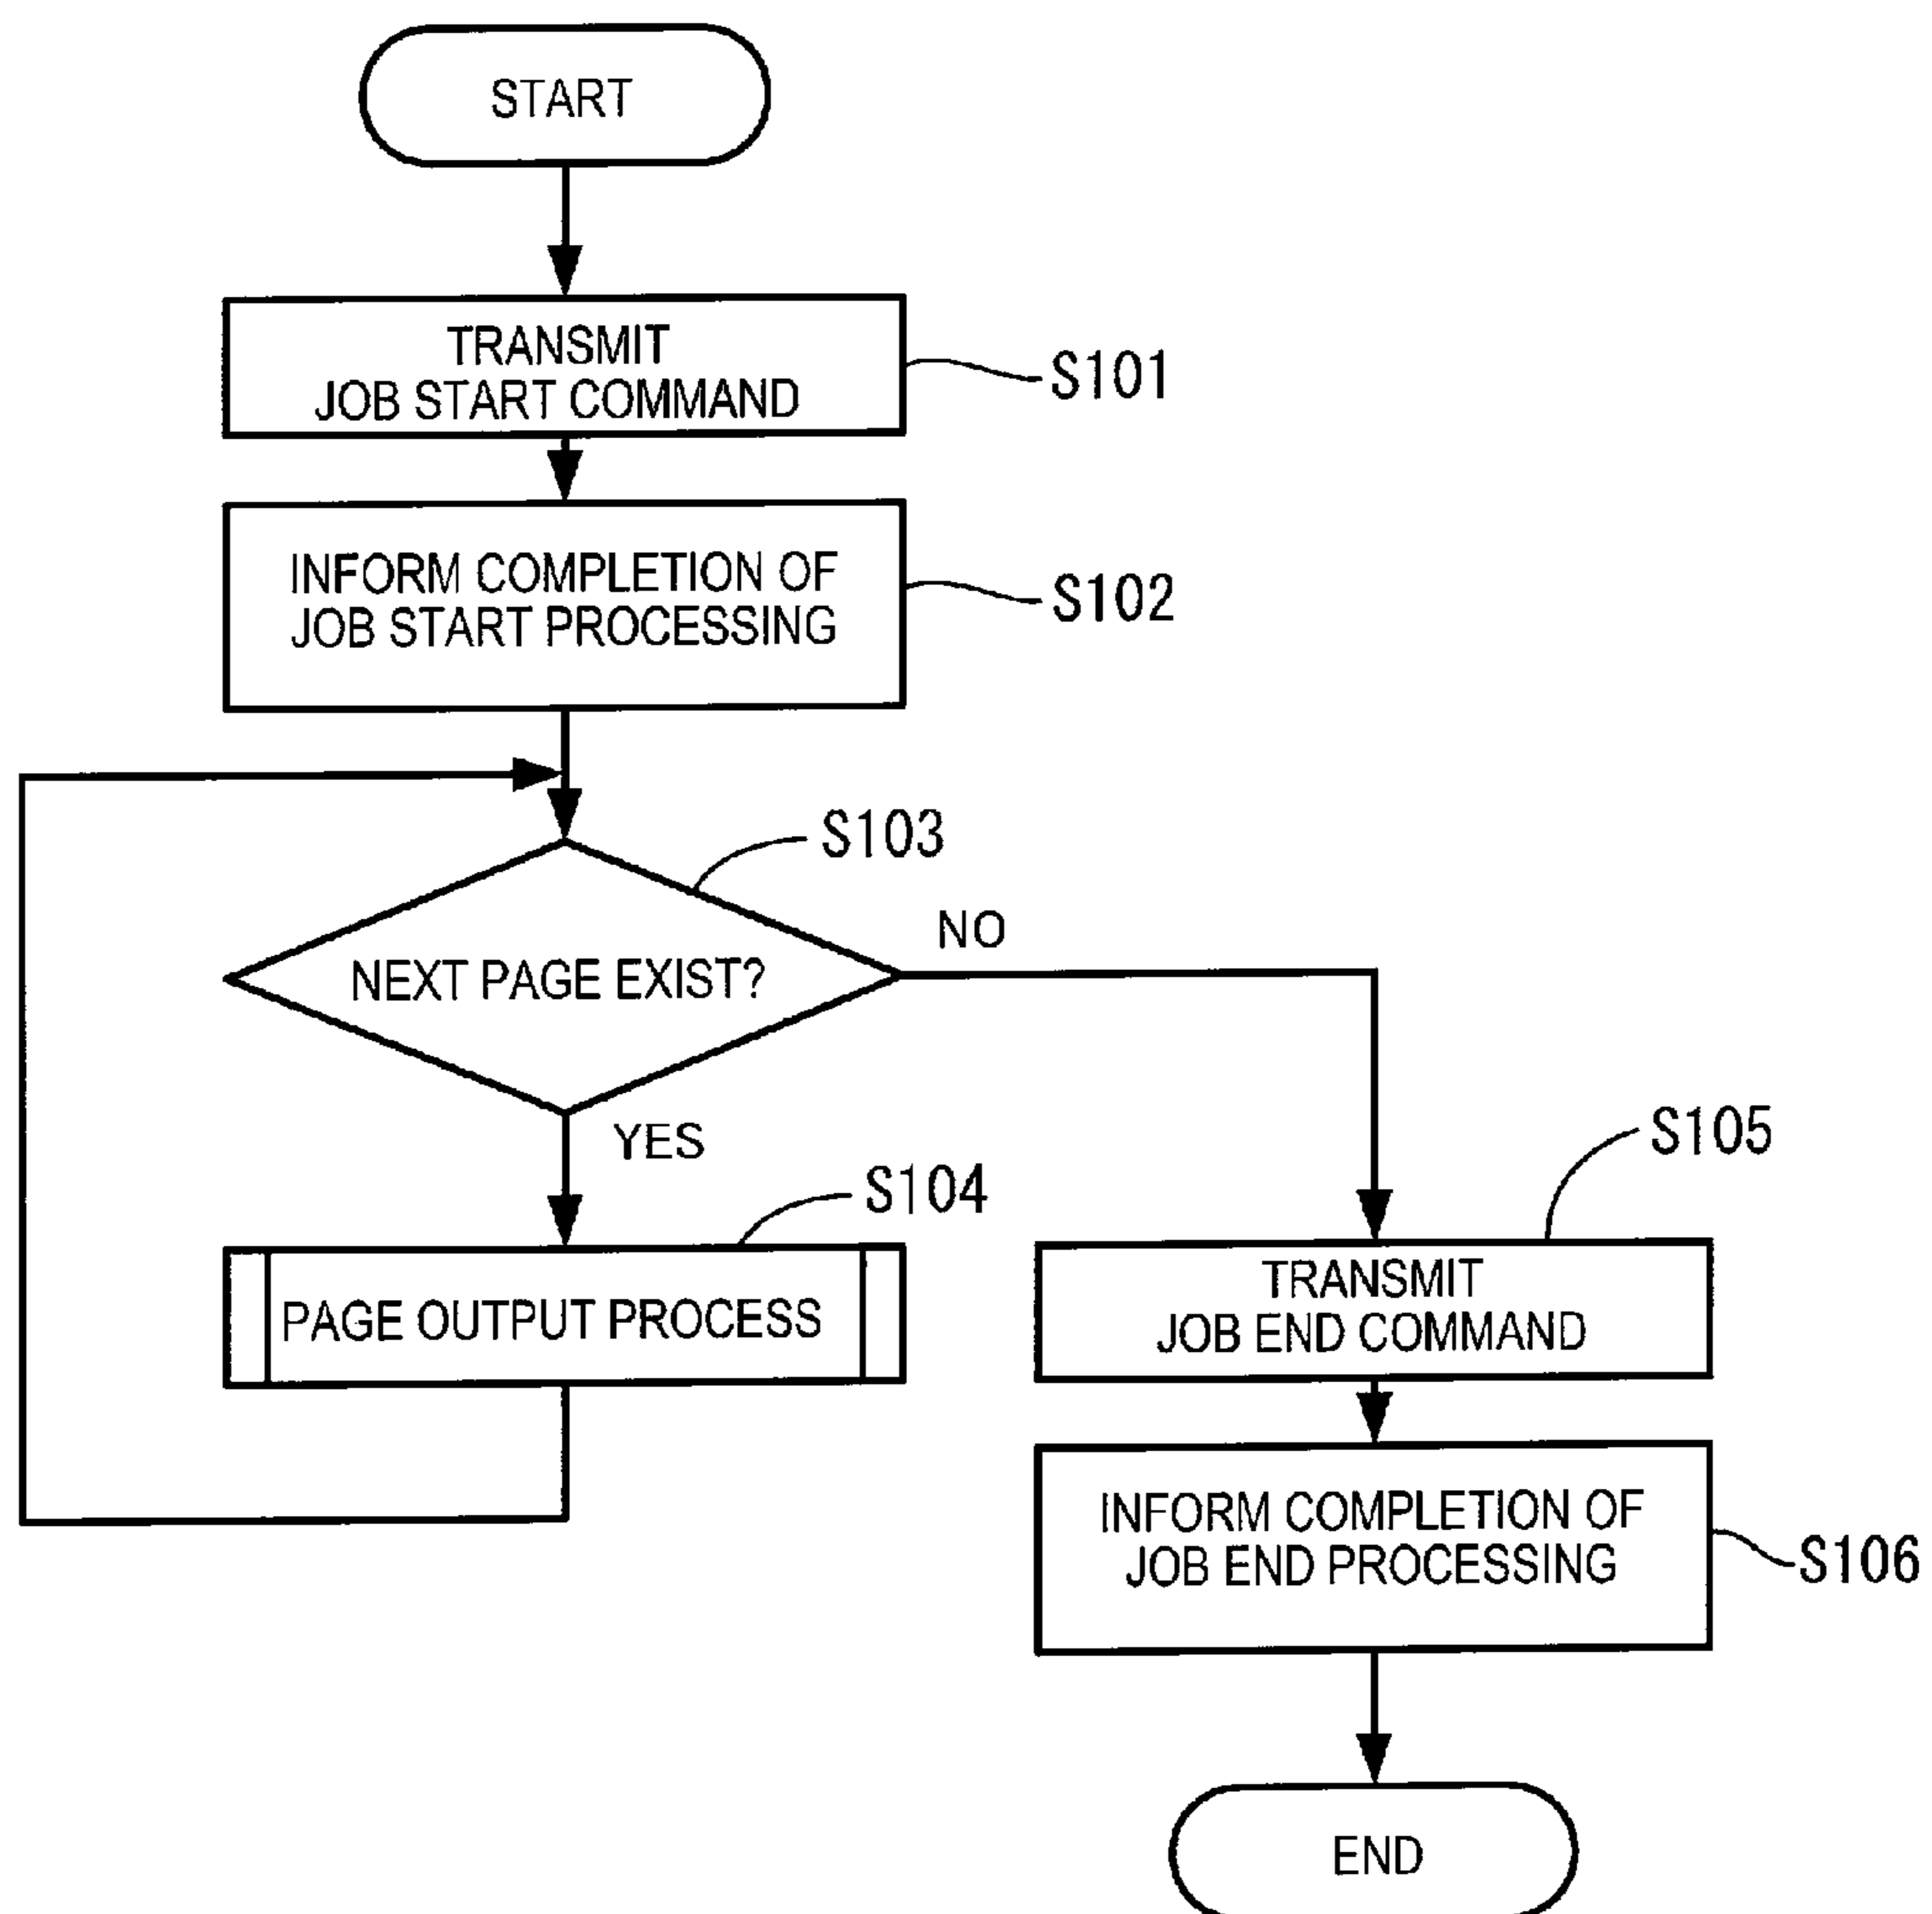 START
TRANSMIT
JOB START COMMAND
S101
INFORM COMPLETION OF
JOB START PROCESSING
S102
S103
NEXT PAGE EXIST?
NO
YES
S104
PAGE OUTPUT PROCESS
S105
TRANSMIT
JOB END COMMAND
INFORM COMPLETION OF
JOB END PROCESSING
S106
END